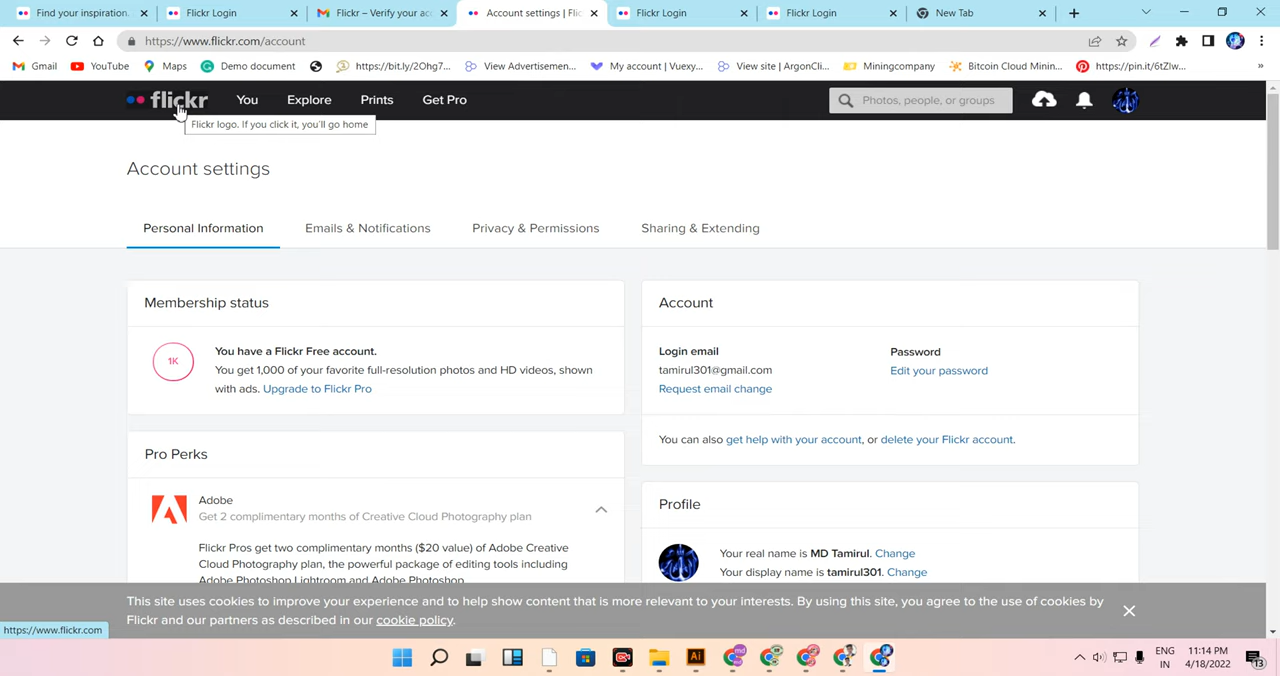 Find your inspiration.
Flickr Login
Flickr – Verify your acc
Account settings | Flic
Flickr Login
Flickr Login
New Tab
https://www.flickr.com/account
Gmail
YouTube
Maps
Demo document
https://bit.ly/2Ohg7...
View Advertisemen...
My account | Vuexy...
View site | ArgonCli...
Miningcompany
Bitcoin Cloud Minin...
https://pin.it/6tZlw...
»
flickr
You
Explore
Prints
Get Pro
Photos, people, or groups
Flickr logo. If you click it, you'll go home
Account settings
Personal Information
Emails & Notifications
Privacy & Permissions
Sharing & Extending
Membership status
1K
You have a Flickr Free account.
You get 1,000 of your favorite full-resolution photos and HD videos, shown
with ads. Upgrade to Flickr Pro
Account
Login email
tamirul301@gmail.com
Request email change
Password
Edit your password
You can also get help with your account, or delete your Flickr account.
Pro Perks
Adobe
Get 2 complimentary months of Creative Cloud Photography plan
Flickr Pros get two complimentary months ($20 value) of Adobe Creative
Cloud Photography plan, the powerful package of editing tools including
Adobe Photoshop Lightroom and Adobe Photoshop.
Profile
Your real name is MD Tamirul. Change
Your display name is tamirul301. Change
This site uses cookies to improve your experience and to help show content that is more relevant to your interests. By using this site, you agree to the use of cookies by
Flickr and our partners as described in our cookie policy.
https://www.flickr.com
Ai
ENG
IN
11:14 PM
4/18/2022
13